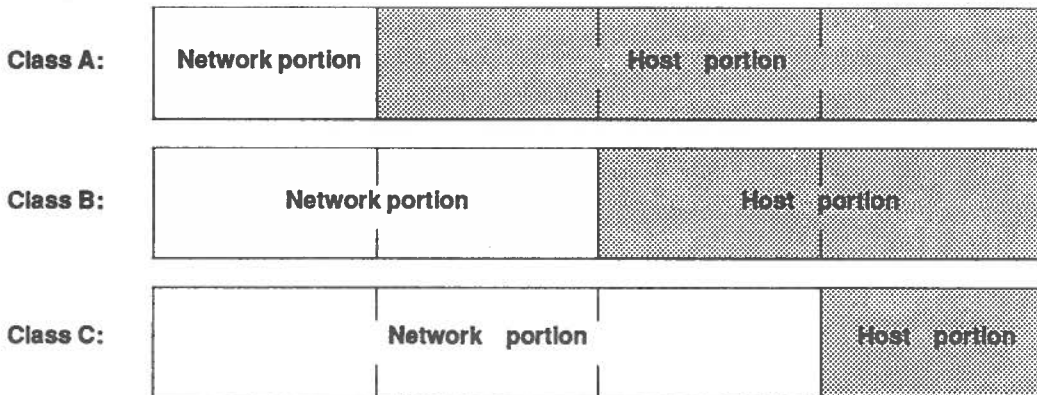 Class A: Network portion Host portion
Class B: Network portion Host portion
Class C: Network portion Host portion